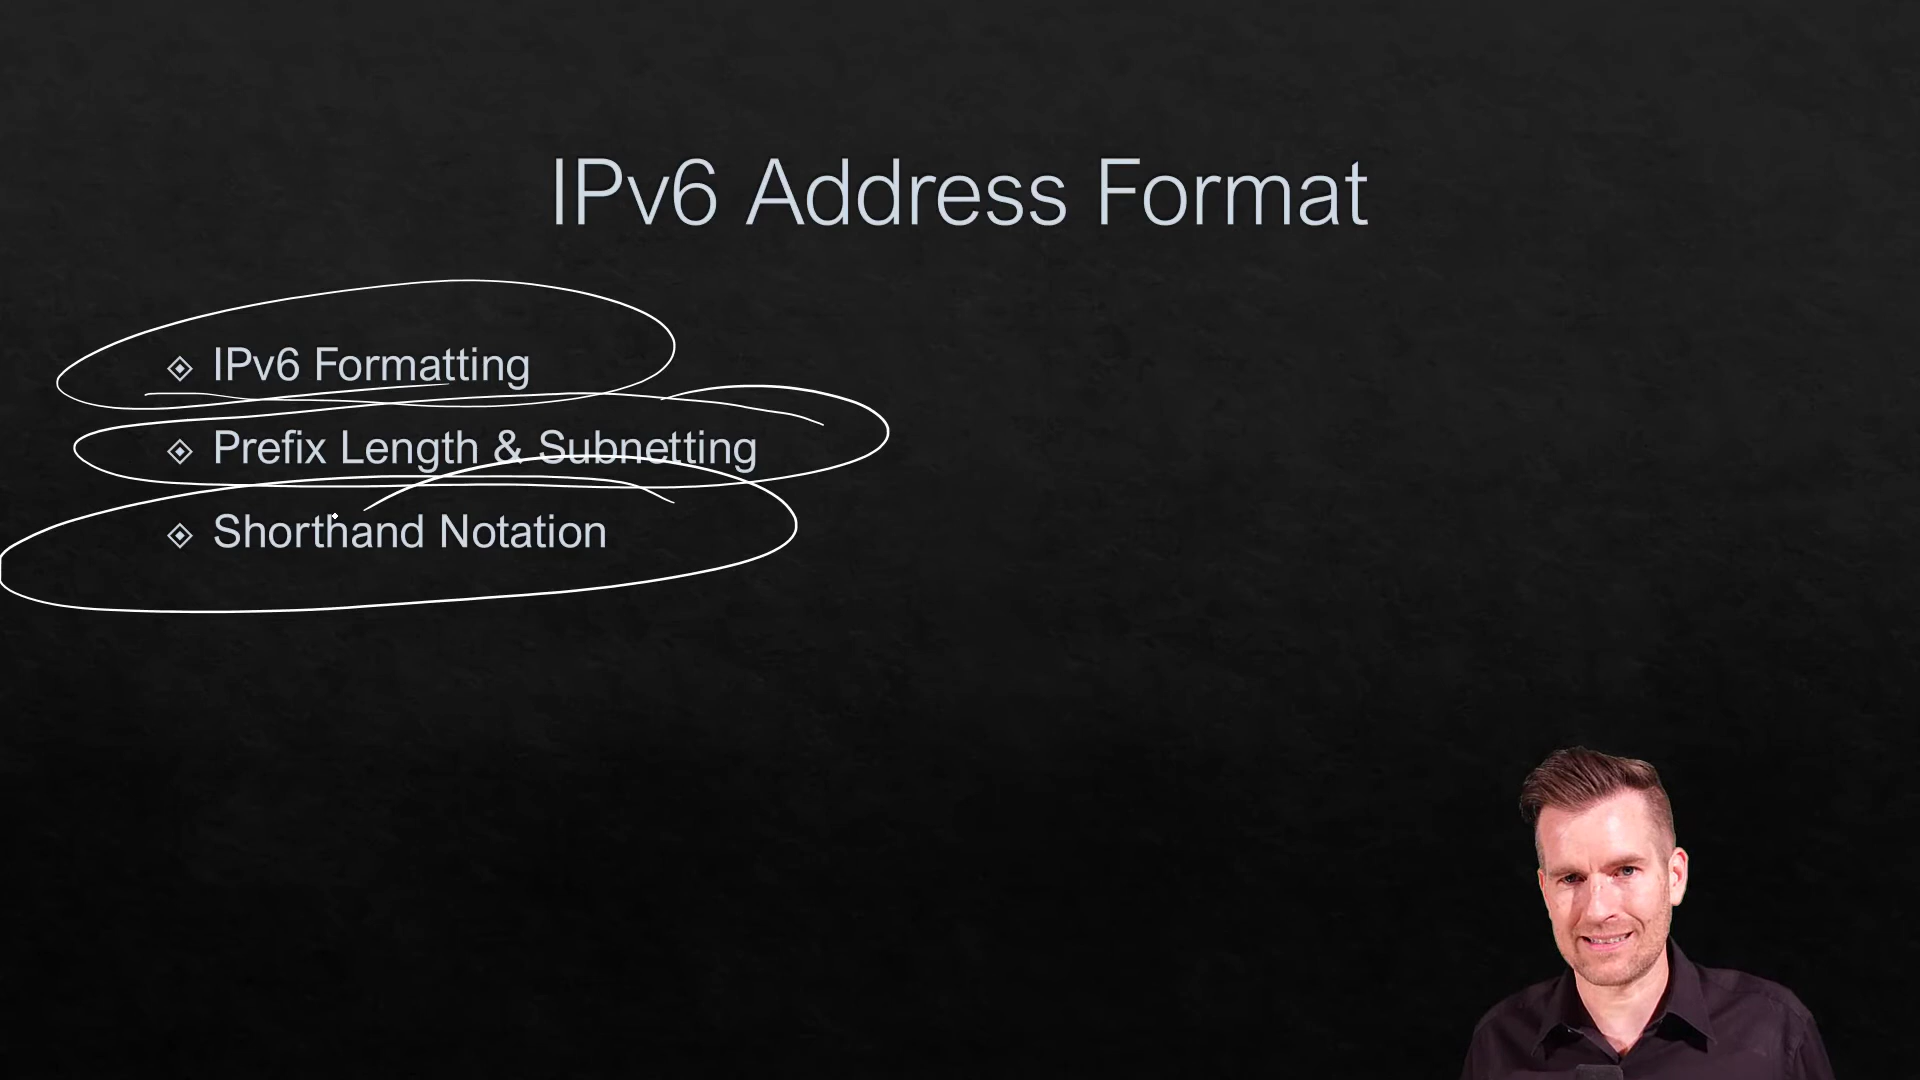 IPv6 Address Format
IPv6 Formatting
Prefix Length & Subnetting
Shorthand Notation